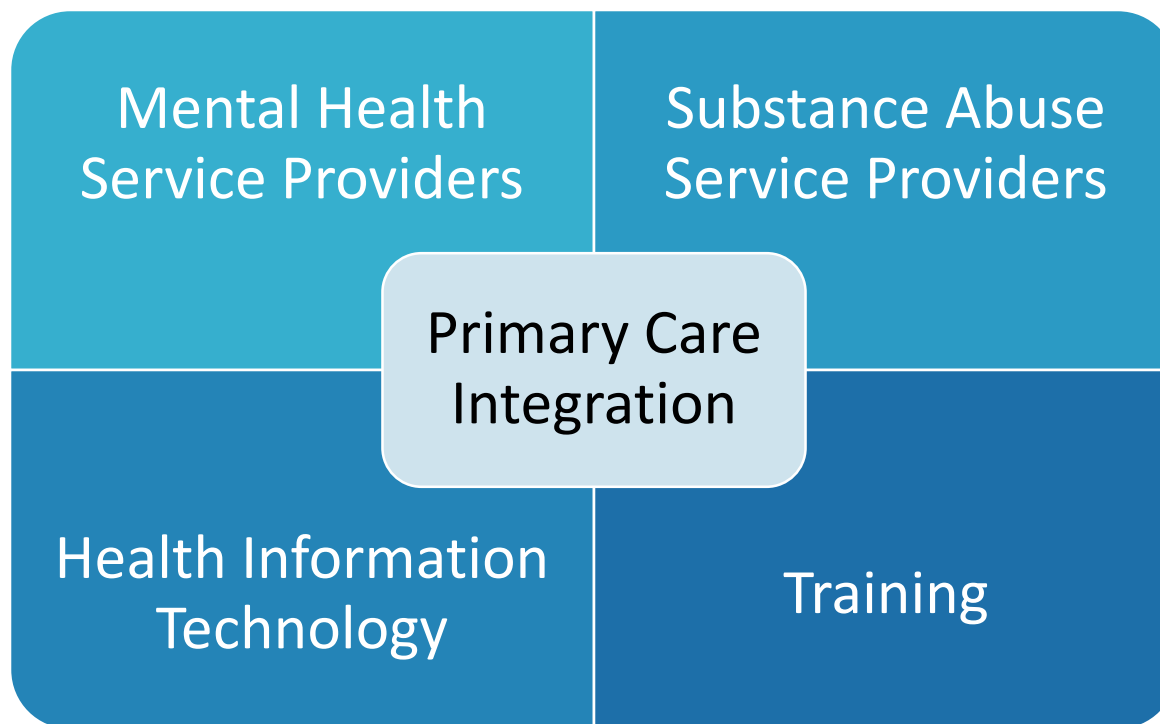 Mental Health
Service Providers
Substance Abuse
Service Providers
Primary Care
Integration
Health Information
Technology
Training